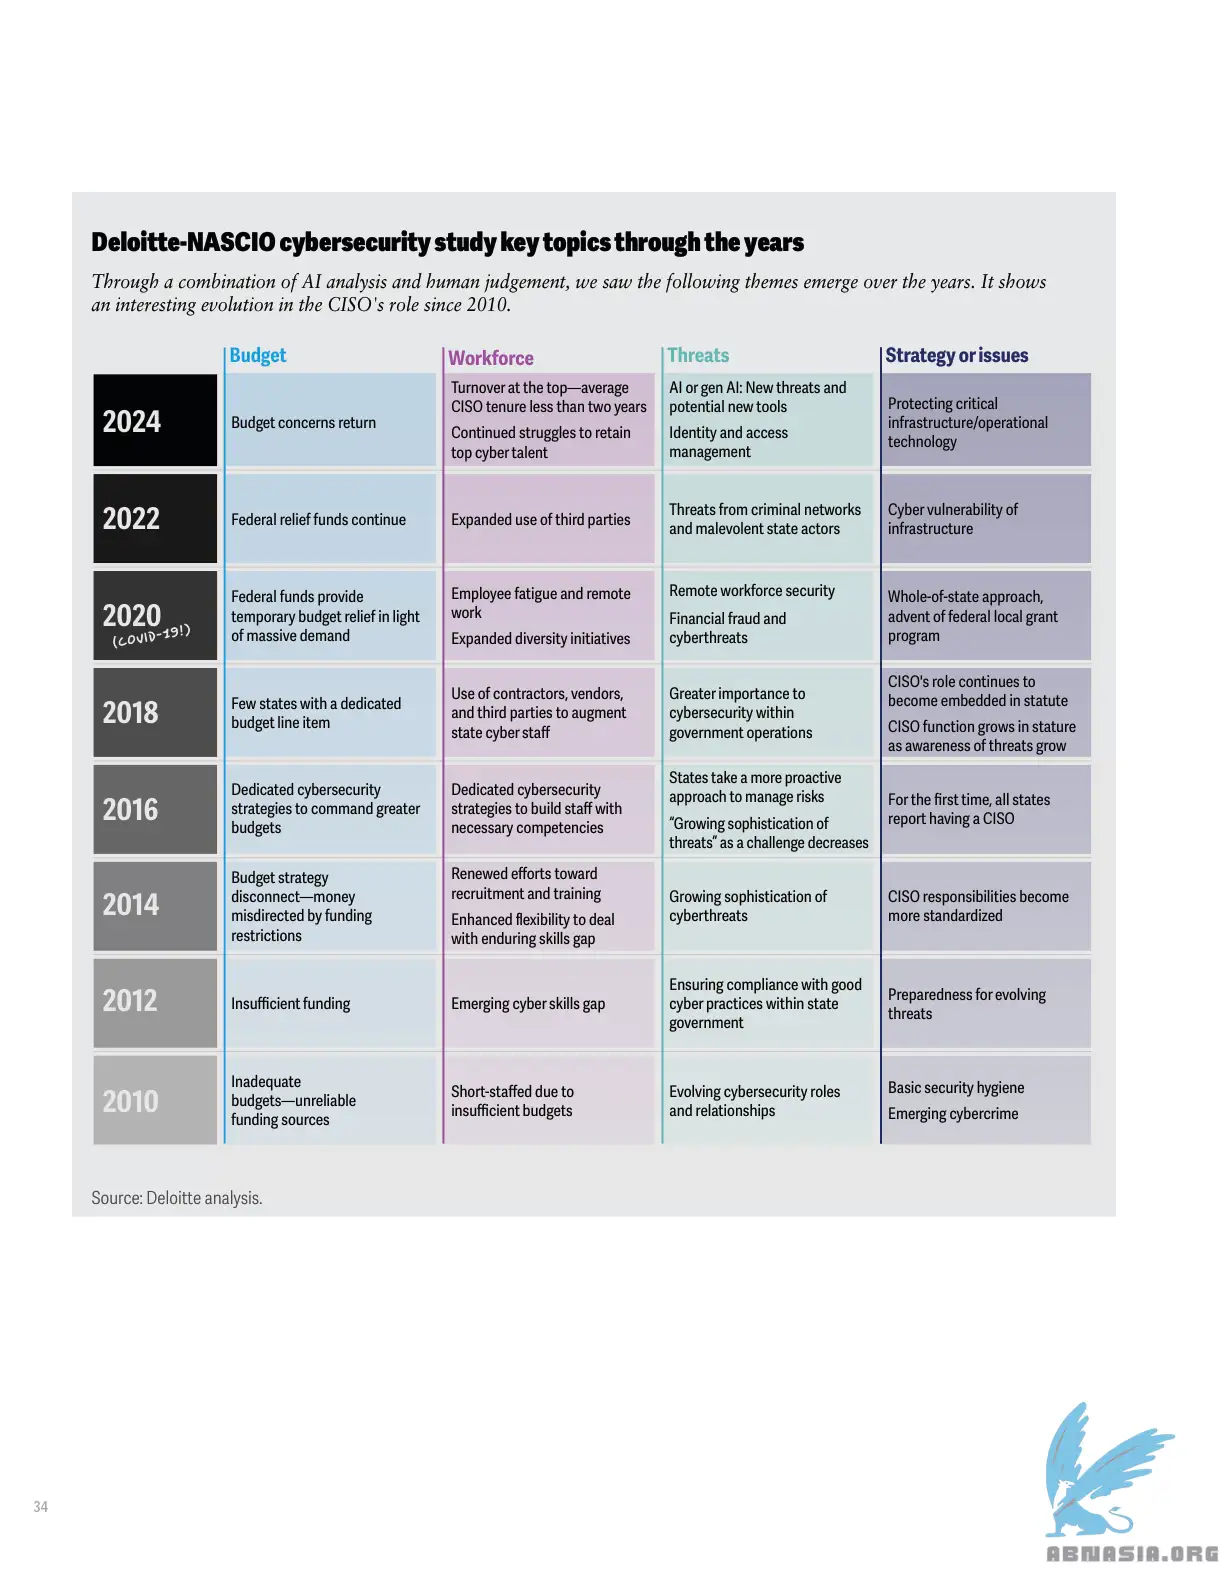 Deloitte-NASCIO cybersecurity study key topics through the years
Through a combination of AI analysis and human judgement, we saw the following themes emerge over the years. It shows
an interesting evolution in the CISO's role since 2010.
Budget
Workforce
Threats
Strategy or issues
2024
Budget concerns return
Turnover at the top—average
CISO tenure less than two years
Continued struggles to retain
top cyber talent
AI or gen AI: New threats and
potential new tools
Identity and access
management
Protecting critical
infrastructure/operational
technology
2022
Federal relief funds continue
Expanded use of third parties
Threats from criminal networks
and malevolent state actors
Cyber vulnerability of
infrastructure
2020
(COVID-19!)
Federal funds provide
temporary budget relief in light
of massive demand
Employee fatigue and remote
work
Expanded diversity initiatives
Remote workforce security
Financial fraud and
cyberthreats
Whole-of-state approach,
advent of federal local grant
program
2018
Few states with a dedicated
budget line item
Use of contractors, vendors,
and third parties to augment
state cyber staff
Greater importance to
cybersecurity within
government operations
CISO's role continues to
become embedded in statute
CISO function grows in stature
as awareness of threats grow
2016
Dedicated cybersecurity
strategies to command greater
budgets
Dedicated cybersecurity
strategies to build staff with
necessary competencies
States take a more proactive
approach to manage risks
“Growing sophistication of
threats” as a challenge decreases
For the first time, all states
report having a CISO
2014
Budget strategy
disconnect—money
misdirected by funding
restrictions
Renewed efforts toward
recruitment and training
Enhanced flexibility to deal
with enduring skills gap
Growing sophistication of
cyberthreats
CISO responsibilities become
more standardized
2012
Insufficient funding
Emerging cyber skills gap
Ensuring compliance with good
cyber practices within state
government
Preparedness for evolving
threats
2010
Inadequate
budgets—unreliable
funding sources
Short-staffed due to
insufficient budgets
Evolving cybersecurity roles
and relationships
Basic security hygiene
Emerging cybercrime
Source: Deloitte analysis.
34
ABNASIA.ORG